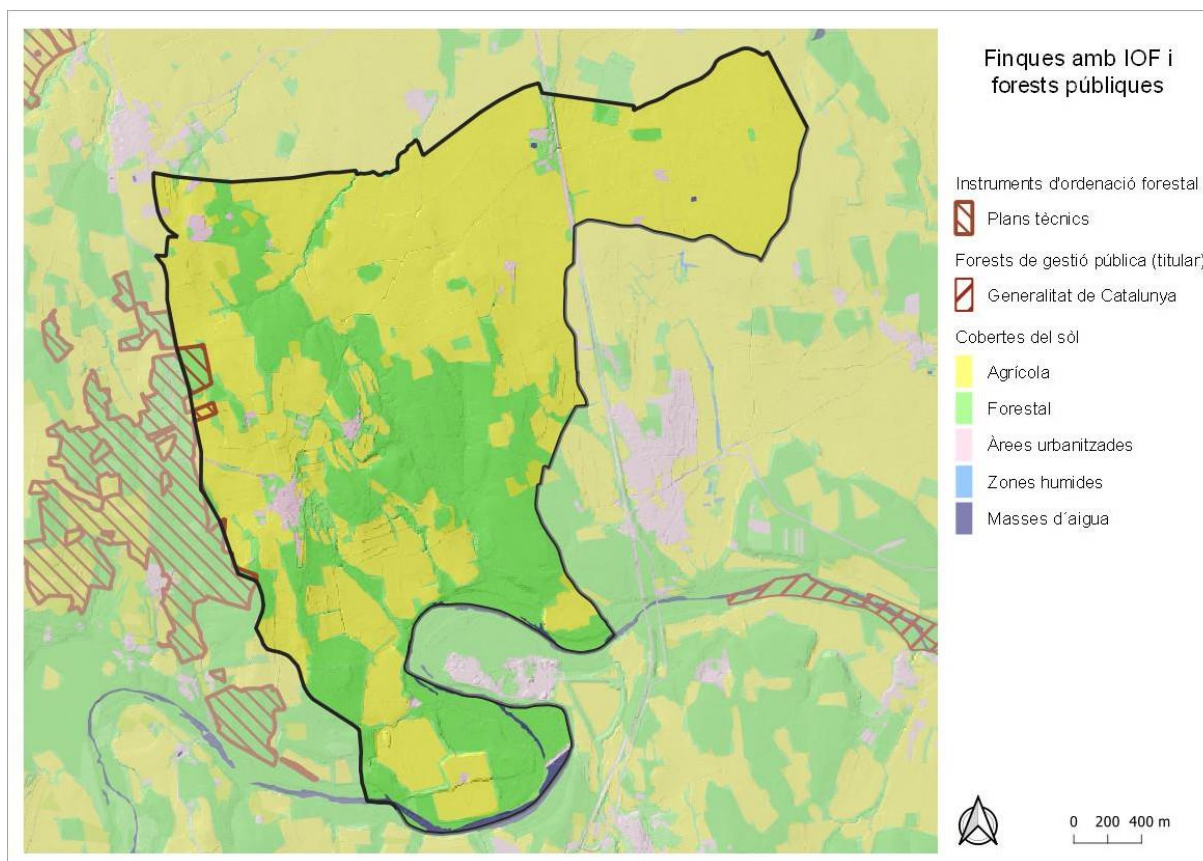 Finques amb IOF i
forests públiques
Instruments d'ordenació forestal
Plans tècnics
Forests de gestió pública (titular)
Generalitat de Catalunya
Cobertes del sòl
Agrícola
Forestal
Àrees urbanitzades
Zones humides
Masses d´aigua
0 200 400 m